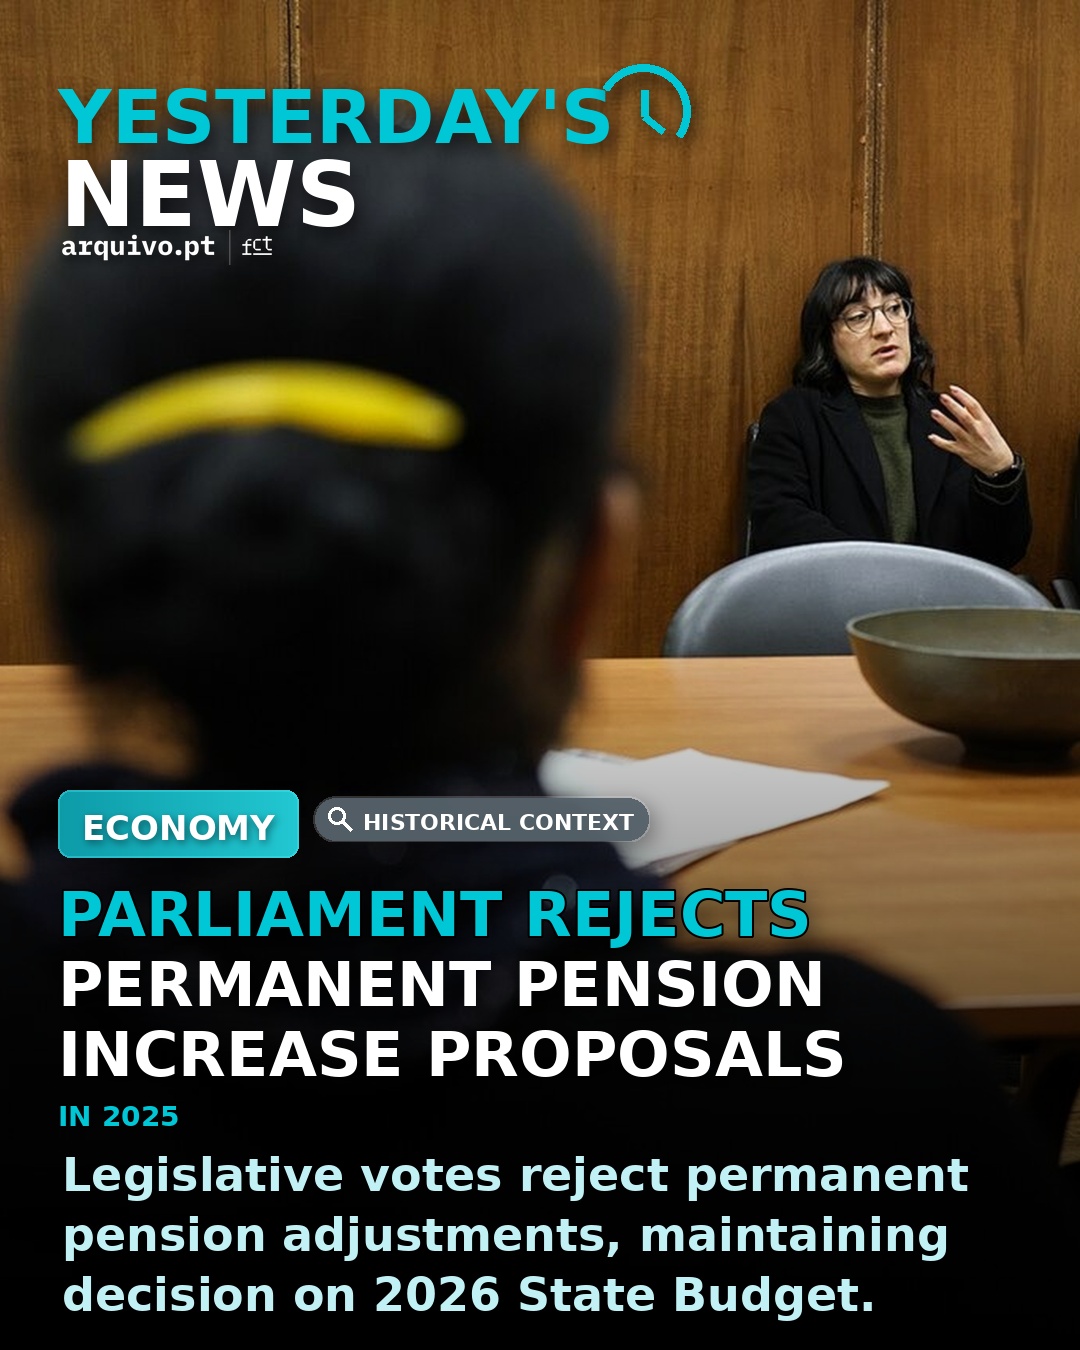 YESTERDAY'S
NEWS
arquivo.pt fct
ECONOMY
HISTORICAL CONTEXT
PARLIAMENT REJECTS
PERMANENT PENSION
INCREASE PROPOSALS
IN 2025
Legislative votes reject permanent
pension adjustments, maintaining
decision on 2026 State Budget.